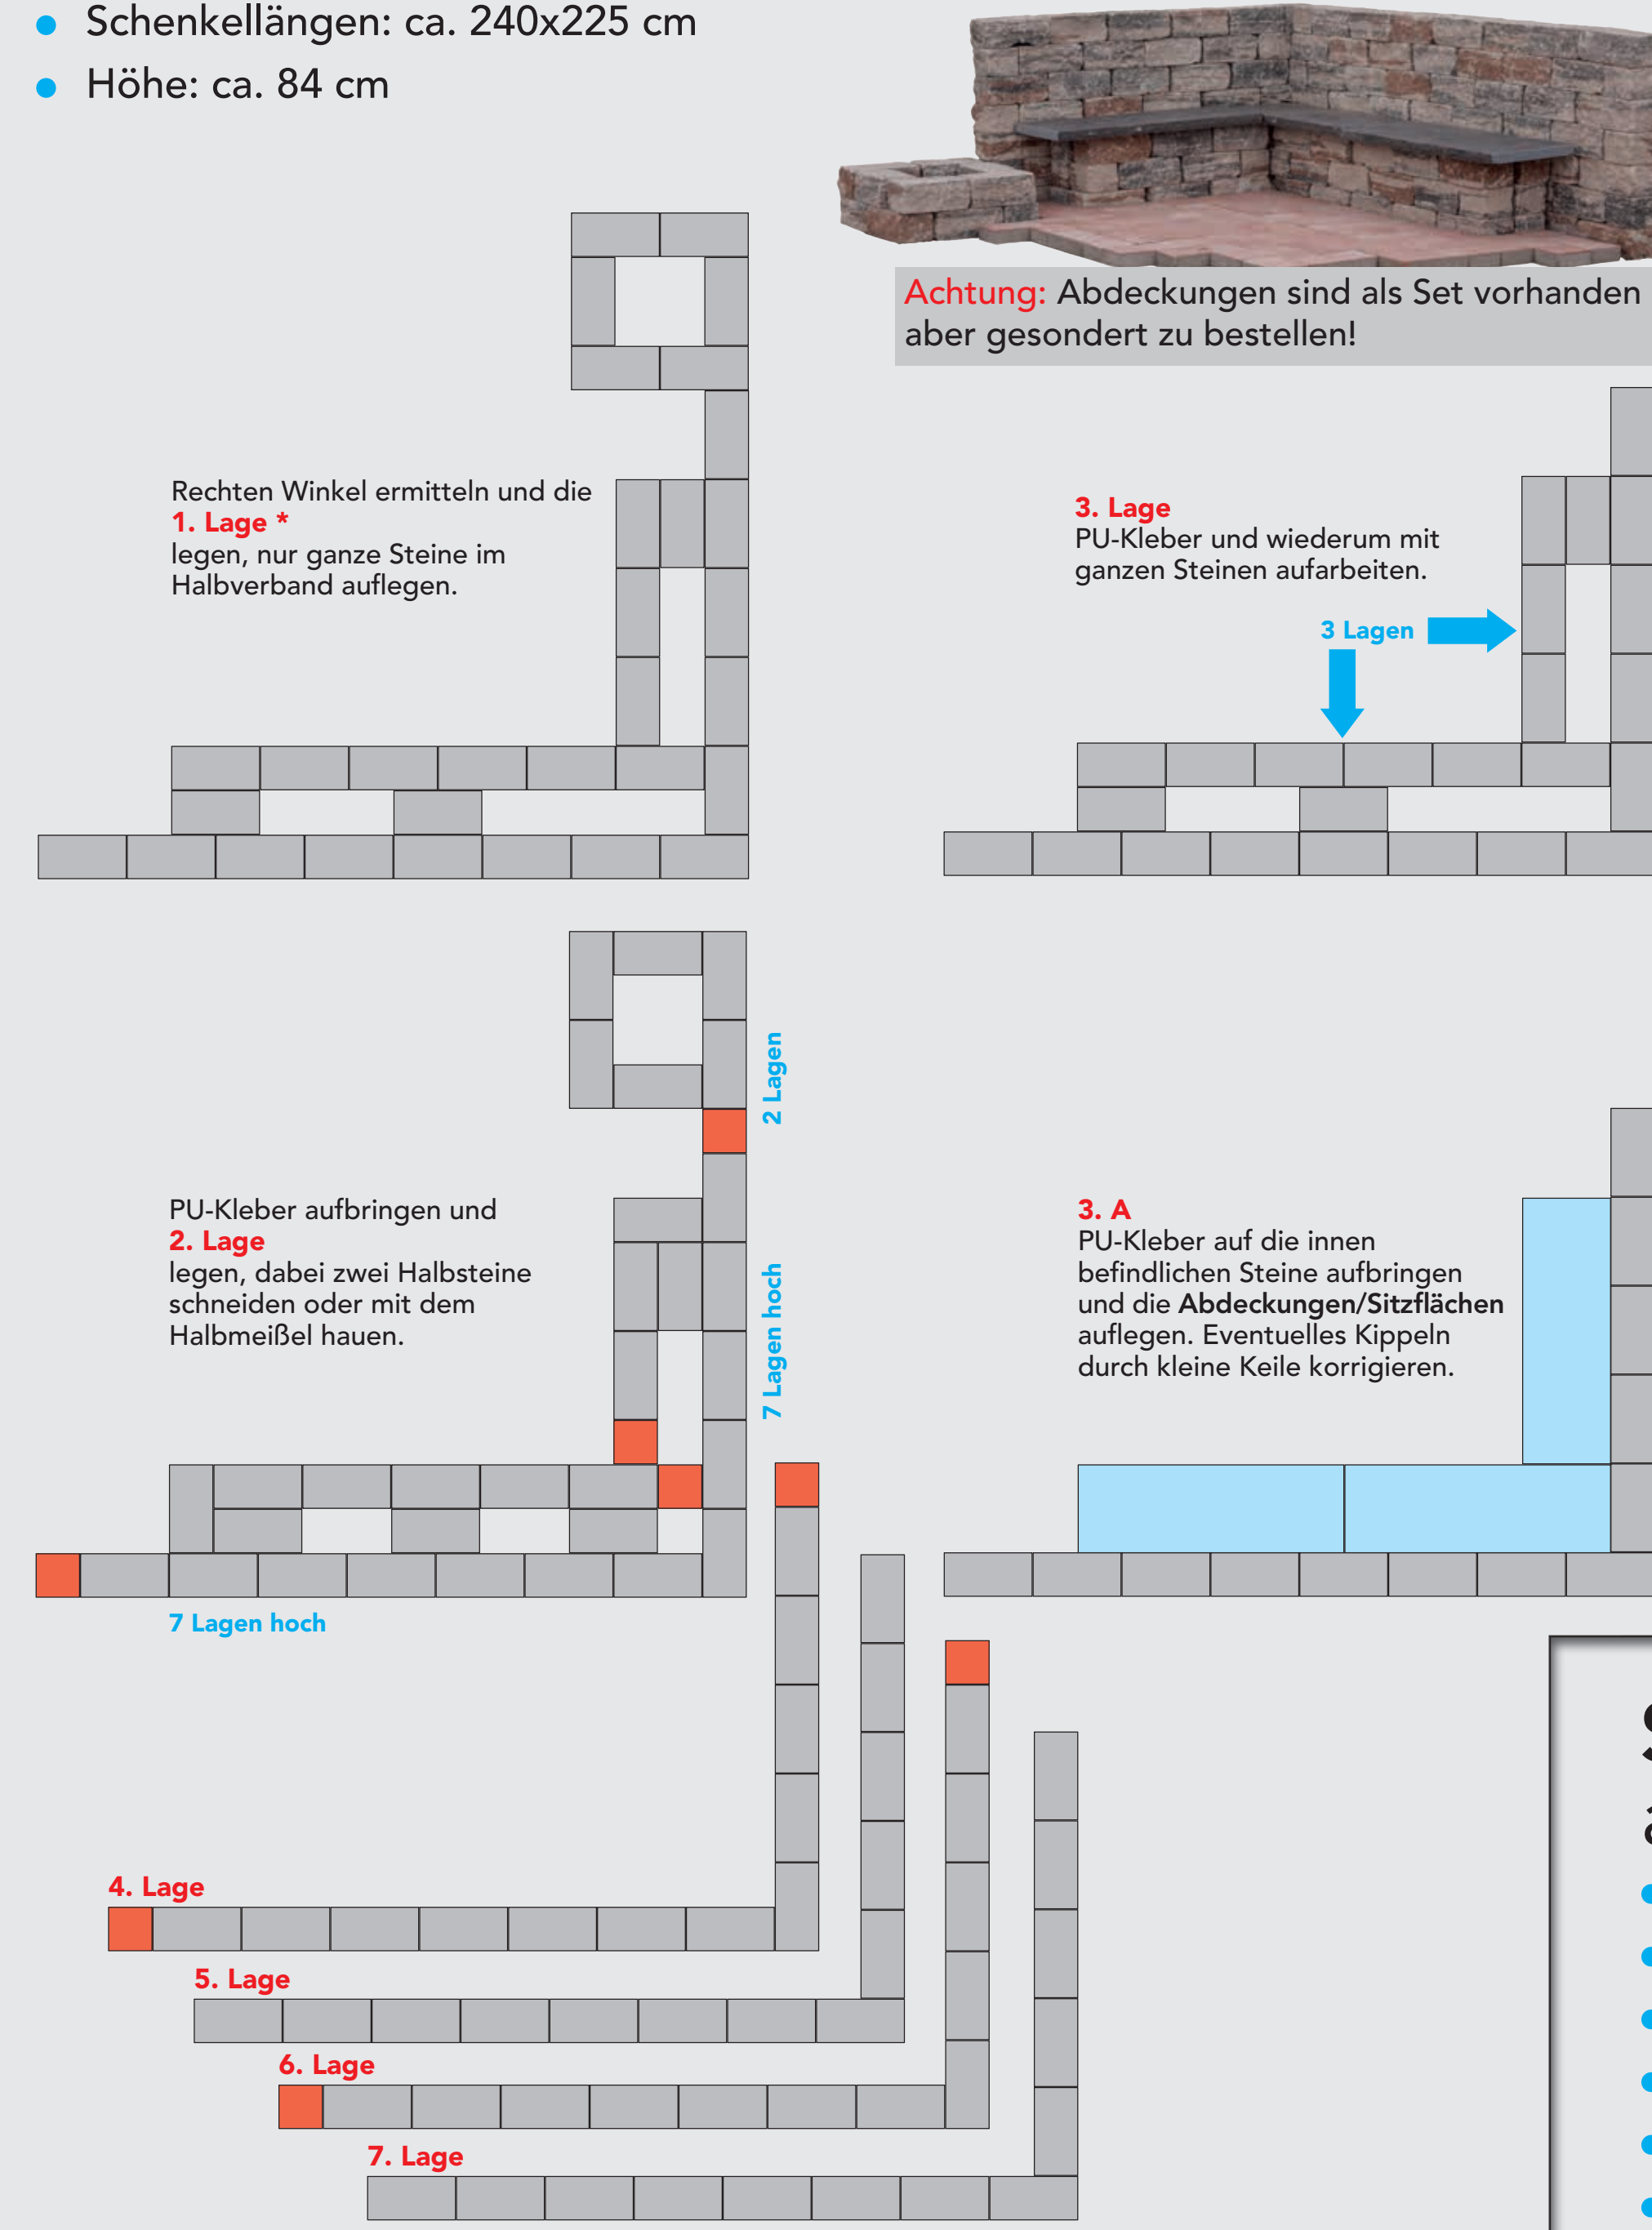 Schenkellängen: ca. 240x225 cm
Höhe: ca. 84 cm
Achtung: Abdeckungen sind als Set vorhanden
aber gesondert zu bestellen!
Rechten Winkel ermitteln und die
1. Lage *
legen, nur ganze Steine im
Halbverband auflegen.
3. Lage
PU-Kleber und wiederum mit
ganzen Steinen aufarbeiten.
3 Lagen
2 Lagen
PU-Kleber aufbringen und
2. Lage
legen, dabei zwei Halbsteine
schneiden oder mit dem
Halbmeißel hauen.
7 Lagen hoch
7 Lagen hoch
3. A
PU-Kleber auf die innen
befindlichen Steine aufbringen
und die Abdeckungen/Sitzflächen
auflegen. Eventuelles Kippeln
durch kleine Keile korrigieren.
4. Lage
5. Lage
6. Lage
7. Lage